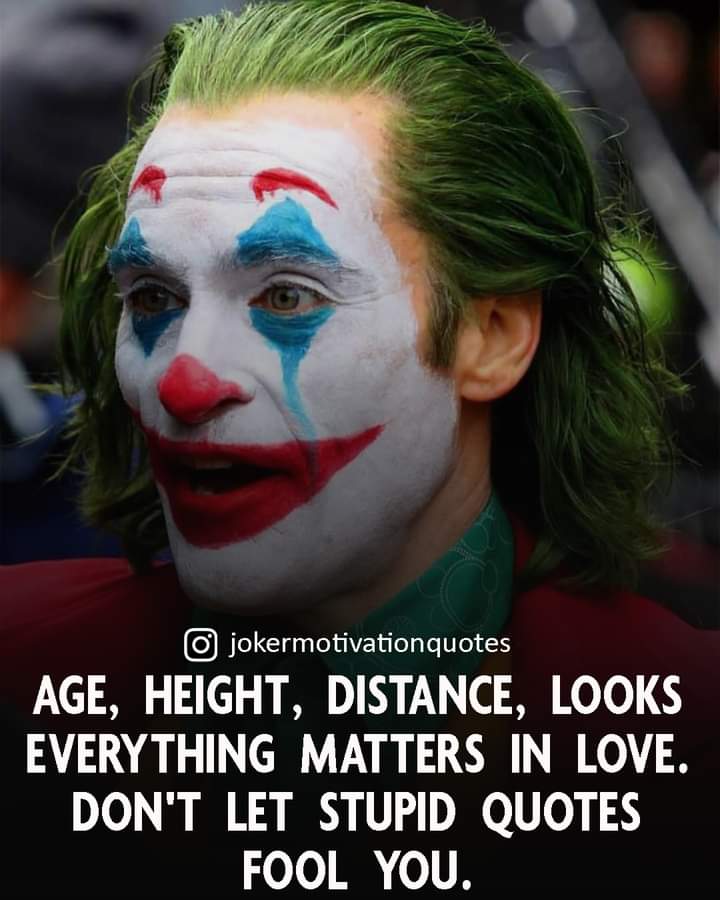 jokermotivationquotes
AGE, HEIGHT, DISTANCE, LOOKS
EVERYTHING MATTERS IN LOVE.
DON'T LET STUPID QUOTES
FOOL YOU.